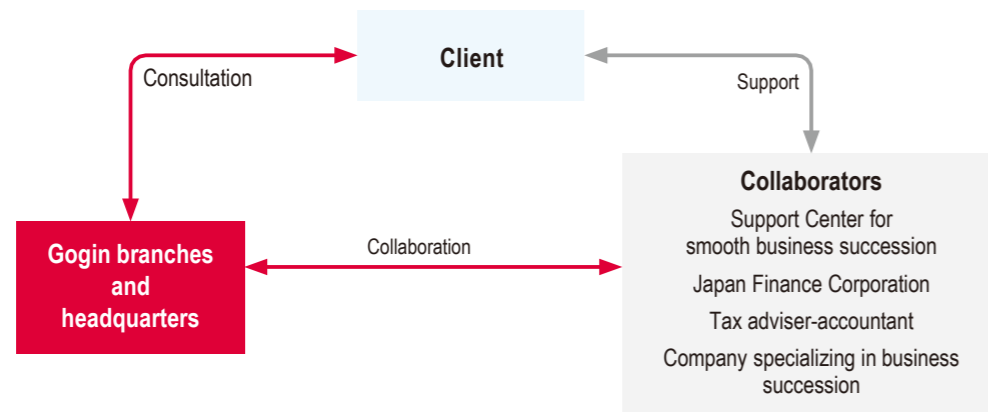 Client
Consultation
Support
Gogin branches
and
headquarters
Collaboration
Collaborators
Support Center for
smooth business succession
Japan Finance Corporation
Tax adviser-accountant
Company specializing in business
succession